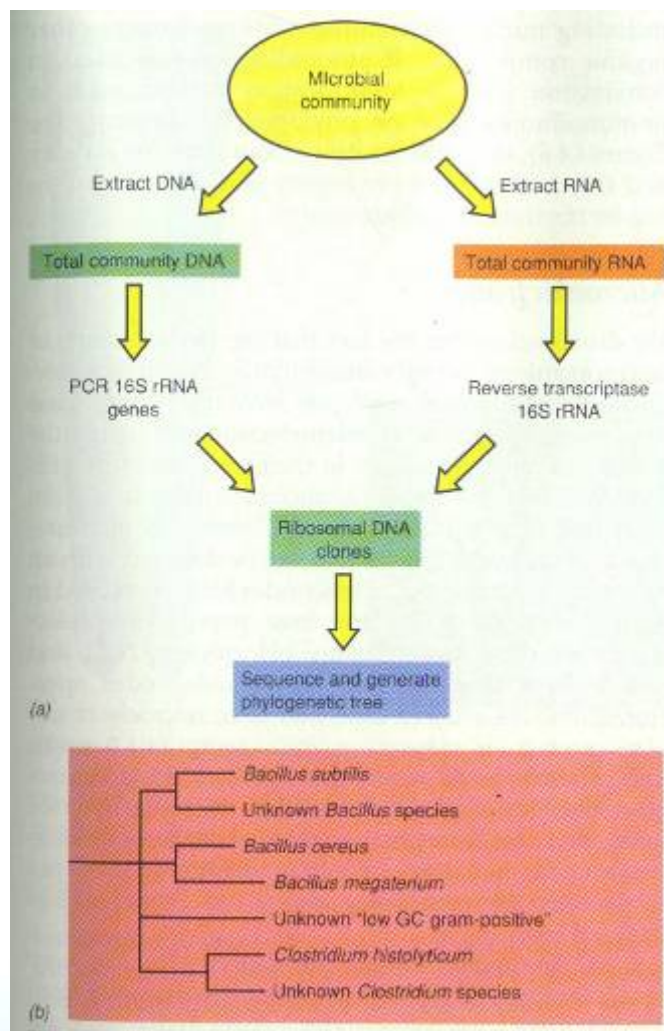 MIcrobial
community
Extract DNA
Extract RNA
Total community DNA
Total community RNA
PCR 16S rRNA
genes
Reverse transcriptase
16S rRNA
Ribosomal DNA
clones
Sequence and generate
phylogenetic tree
(a)
Bacillus subtilis
Unknown Bacillus species
Bacillus cereus
Bacillus megaterium
Unknown "low GC gram-positive"
Clostridium histolyticum
Unknown Clostridium species
(b)